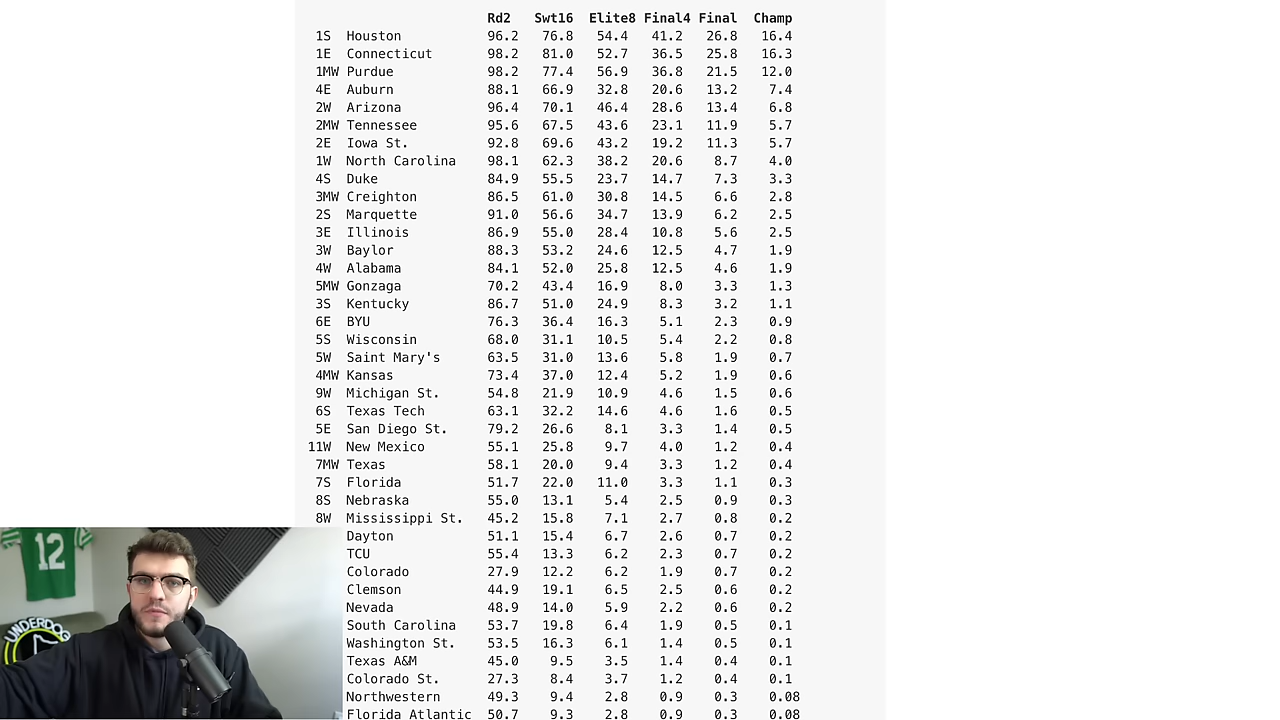 Rd2 Swt16 Elite8 Final4 Final Champ
1S Houston 96.2 76.8 54.4 41.2 26.8 16.4
1E Connecticut 98.2 81.0 52.7 36.5 25.8 16.3
1MW Purdue 98.2 77.4 56.9 36.8 21.5 12.0
4E Auburn 88.1 66.9 32.8 20.6 13.2 7.4
2W Arizona 96.4 70.1 46.4 28.6 13.4 6.8
2MW Tennessee 95.6 67.5 43.6 23.1 11.9 5.7
2E Iowa St. 92.8 69.6 43.2 19.2 11.3 5.7
1W North Carolina 98.1 62.3 38.2 20.6 8.7 4.0
4S Duke 84.9 55.5 23.7 14.7 7.3 3.3
3MW Creighton 86.5 61.0 30.8 14.5 6.6 2.8
2S Marquette 91.0 56.6 34.7 13.9 6.2 2.5
3E Illinois 86.9 55.0 28.4 10.8 5.6 2.5
3W Baylor 88.3 53.2 24.6 12.5 4.7 1.9
4W Alabama 84.1 52.0 25.8 12.5 4.6 1.9
5MW Gonzaga 70.2 43.4 16.9 8.0 3.3 1.3
3S Kentucky 86.7 51.0 24.9 8.3 3.2 1.1
6E BYU 76.3 36.4 16.3 5.1 2.3 0.9
5S Wisconsin 68.0 31.1 10.5 5.4 2.2 0.8
5W Saint Mary's 63.5 31.0 13.6 5.8 1.9 0.7
4MW Kansas 73.4 37.0 12.4 5.2 1.9 0.6
9W Michigan St. 54.8 21.9 10.9 4.6 1.5 0.6
6S Texas Tech 63.1 32.2 14.6 4.6 1.6 0.5
5E San Diego St. 79.2 26.6 8.1 3.3 1.4 0.5
11W New Mexico 55.1 25.8 9.7 4.0 1.2 0.4
7MW Texas 58.1 20.0 9.4 3.3 1.2 0.4
7S Florida 51.7 22.0 11.0 3.3 1.1 0.3
8S Nebraska 55.0 13.1 5.4 2.5 0.9 0.3
8W Mississippi St. 45.2 15.8 7.1 2.7 0.8 0.2
Dayton 51.1 15.4 6.7 2.6 0.7 0.2
TCU 55.4 13.3 6.2 2.3 0.7 0.2
Colorado 27.9 12.2 6.2 1.9 0.7 0.2
Clemson 44.9 19.1 6.5 2.5 0.6 0.2
Nevada 48.9 14.0 5.9 2.2 0.6 0.2
South Carolina 53.7 19.8 6.4 1.9 0.5 0.1
Washington St. 53.5 16.3 6.1 1.4 0.5 0.1
Texas A&M 45.0 9.5 3.5 1.4 0.4 0.1
Colorado St. 27.3 8.4 3.7 1.2 0.4 0.1
Northwestern 49.3 9.4 2.8 0.9 0.3 0.08
Florida Atlantic 50.7 9.3 2.8 0.9 0.3 0.08
12
UNDERDOG